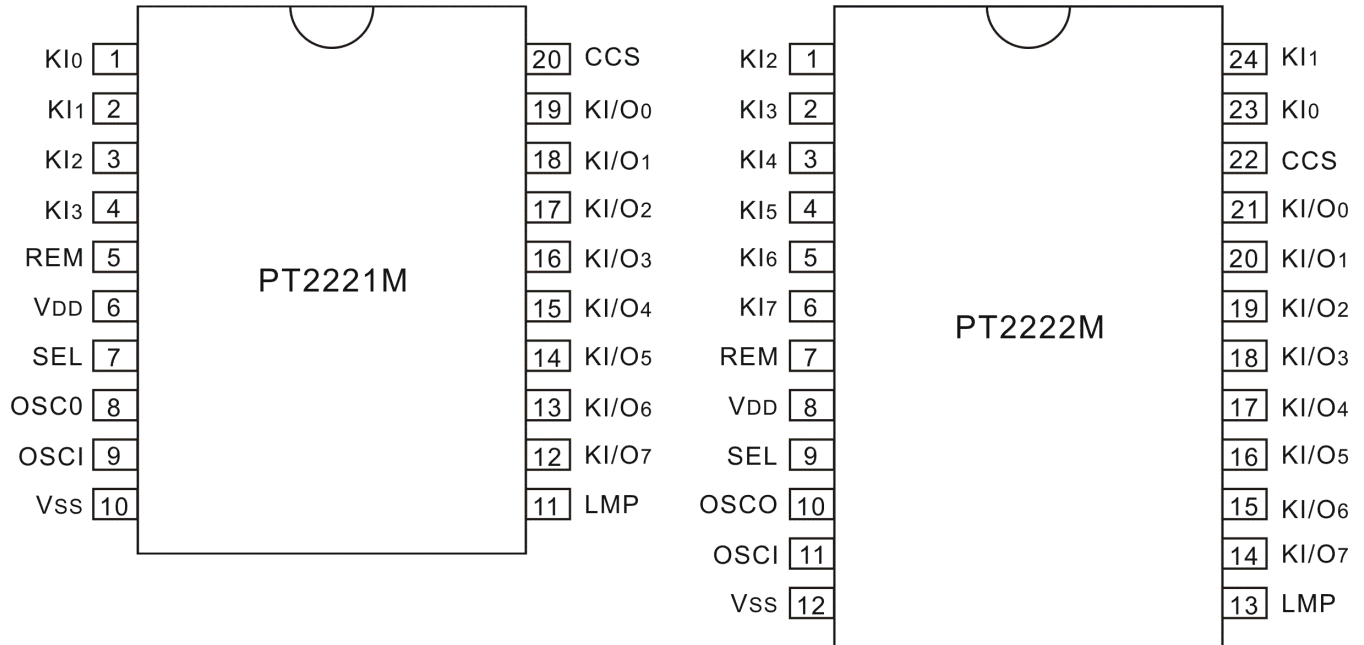 KI0 1
KI1 2
KI2 3
KI3 4
REM 5
VDD 6
SEL 7
OSC0 8
OSCI 9
VSS 10
PT2221M
20 CCS
19 KI/O0
18 KI/O1
17 KI/O2
16 KI/O3
15 KI/O4
14 KI/O5
13 KI/O6
12 KI/O7
11 LMP
KI2 1
KI3 2
KI4 3
KI5 4
KI6 5
KI7 6
REM 7
VDD 8
SEL 9
OSCO 10
OSCI 11
VSS 12
PT2222M
24 KI1
23 KI0
22 CCS
21 KI/O0
20 KI/O1
19 KI/O2
18 KI/O3
17 KI/O4
16 KI/O5
15 KI/O6
14 KI/O7
13 LMP